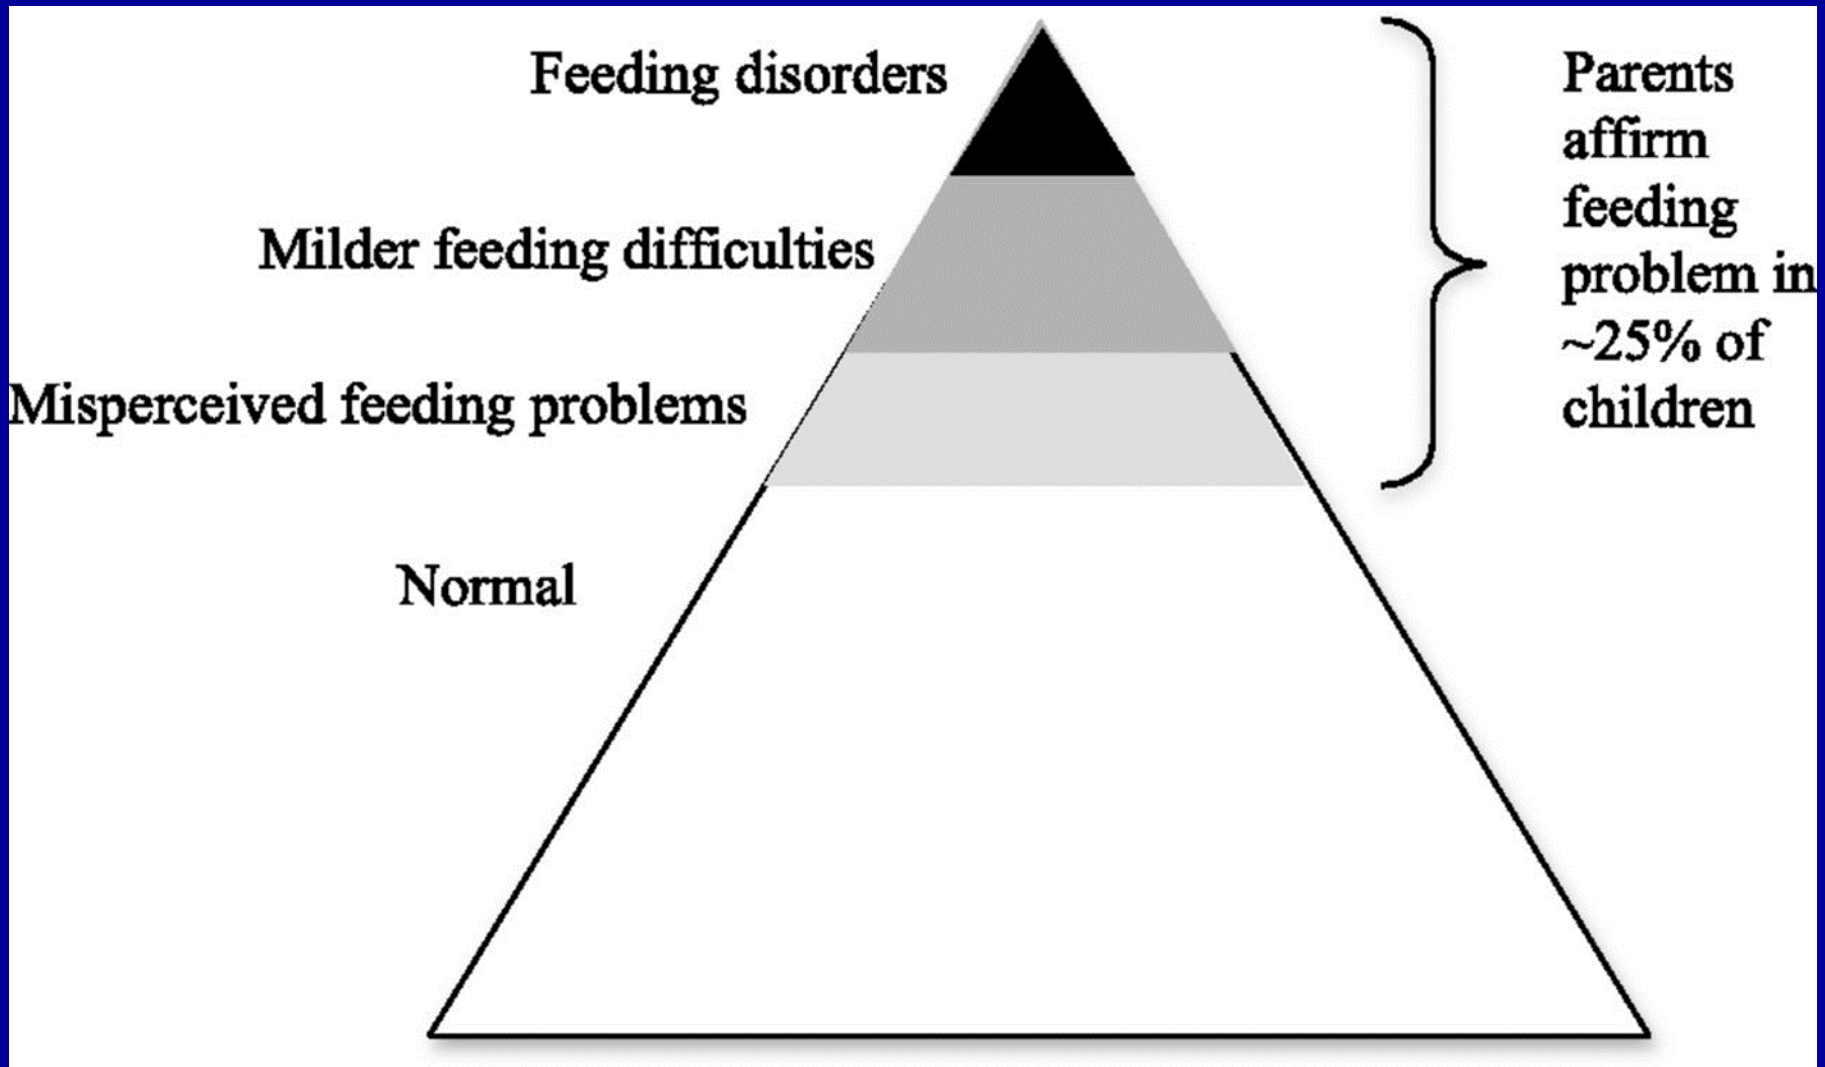 Feeding disorders
Milder feeding difficulties
Misperceived feeding problems
Normal
Parents
affirm
feeding
problem in
~25% of
children